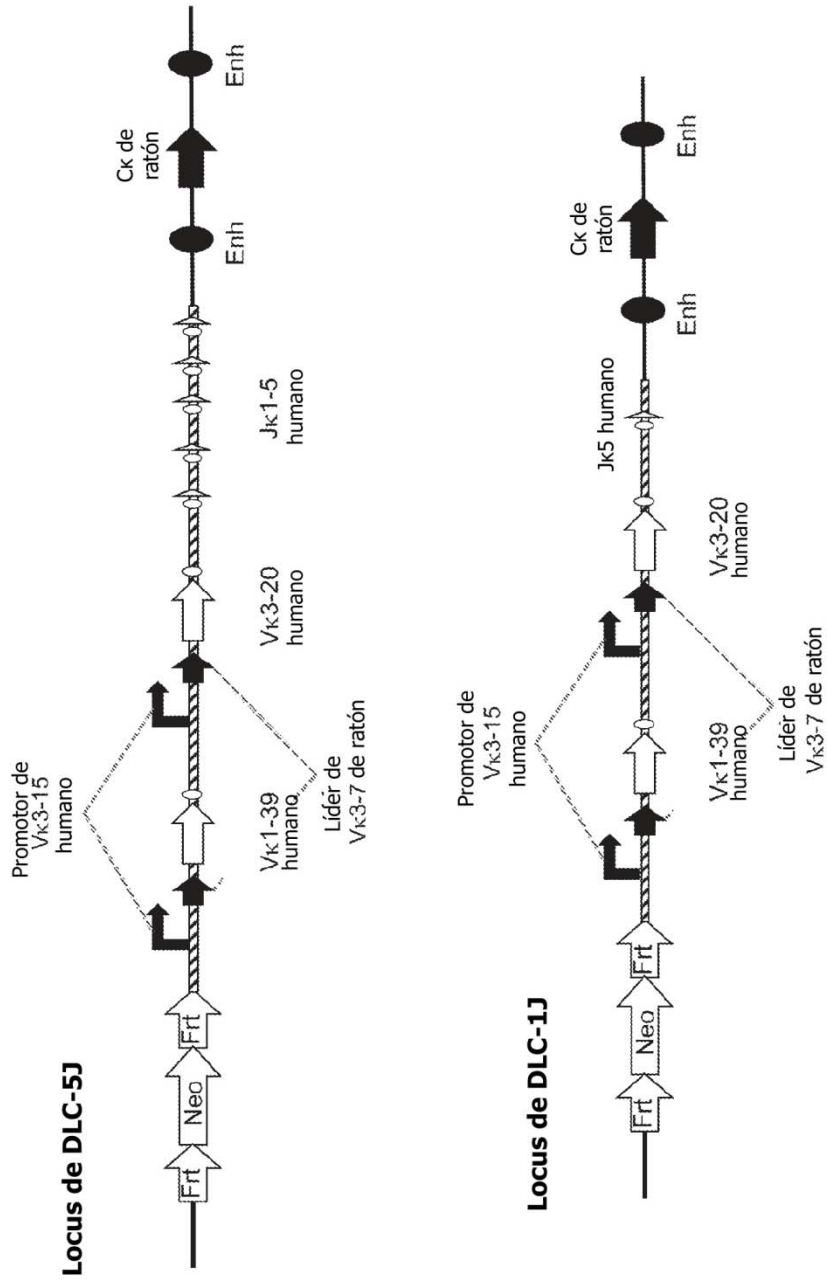 Locus de DLC-5J
Promotor de
Vκ3-15
humano
Frt
Neo
Frt
Vκ1-39
humano
Líder de
Vκ3-7 de ratón
Vκ3-20
humano
Jκ1-5
humano
Enh
Cκ de
ratón
Enh
Locus de DLC-1J
Promotor de
Vκ3-15
humano
Frt
Neo
Frt
Vκ1-39
humano
Líder de
Vκ3-7 de ratón
Vκ3-20
humano
Jκ5 humano
Enh
Cκ de
ratón
Enh